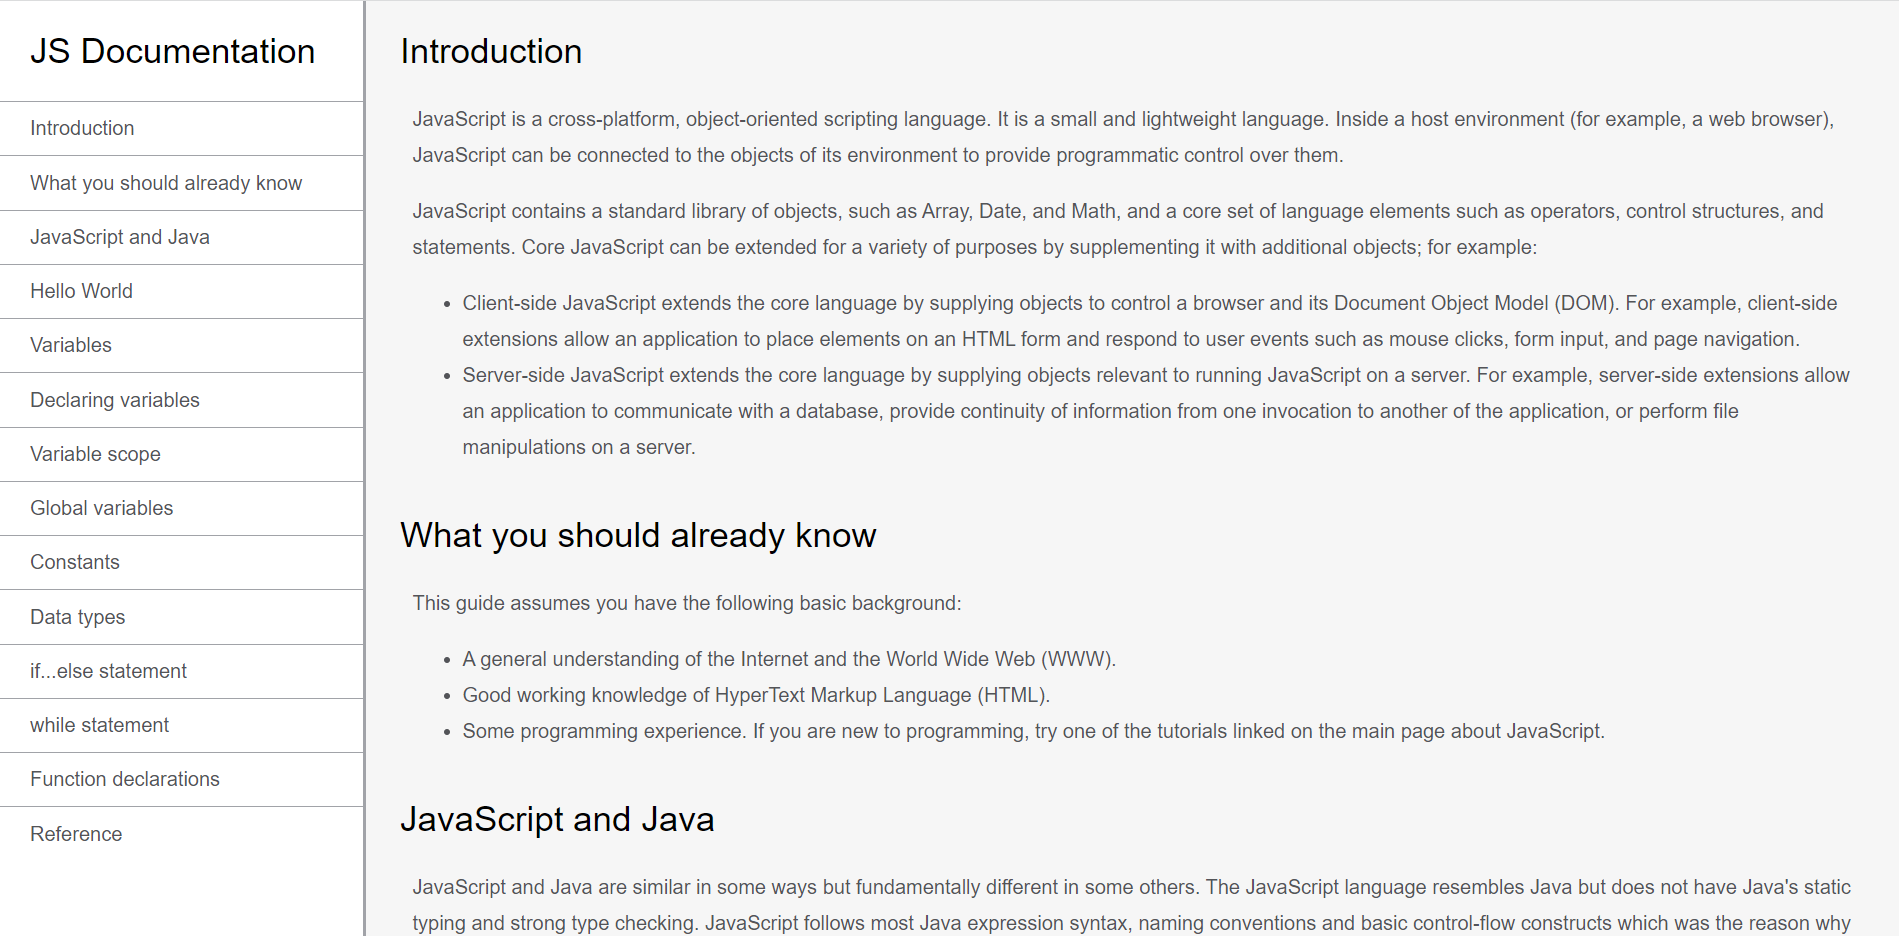 JS Documentation
Introduction
What you should already know
JavaScript and Java
Hello World
Variables
Declaring variables
Variable scope
Global variables
Constants
Data types
if...else statement
while statement
Function declarations
Reference
Introduction
JavaScript is a cross-platform, object-oriented scripting language. It is a small and lightweight language. Inside a host environment (for example, a web browser),
JavaScript can be connected to the objects of its environment to provide programmatic control over them.
JavaScript contains a standard library of objects, such as Array, Date, and Math, and a core set of language elements such as operators, control structures, and
statements. Core JavaScript can be extended for a variety of purposes by supplementing it with additional objects; for example:
• Client-side JavaScript extends the core language by supplying objects to control a browser and its Document Object Model (DOM). For example, client-side
extensions allow an application to place elements on an HTML form and respond to user events such as mouse clicks, form input, and page navigation.
• Server-side JavaScript extends the core language by supplying objects relevant to running JavaScript on a server. For example, server-side extensions allow
an application to communicate with a database, provide continuity of information from one invocation to another of the application, or perform file
manipulations on a server.
What you should already know
This guide assumes you have the following basic background:
• A general understanding of the Internet and the World Wide Web (WWW).
• Good working knowledge of HyperText Markup Language (HTML).
• Some programming experience. If you are new to programming, try one of the tutorials linked on the main page about JavaScript.
JavaScript and Java
JavaScript and Java are similar in some ways but fundamentally different in some others. The JavaScript language resembles Java but does not have Java's static
typing and strong type checking. JavaScript follows most Java expression syntax, naming conventions and basic control-flow constructs which was the reason why